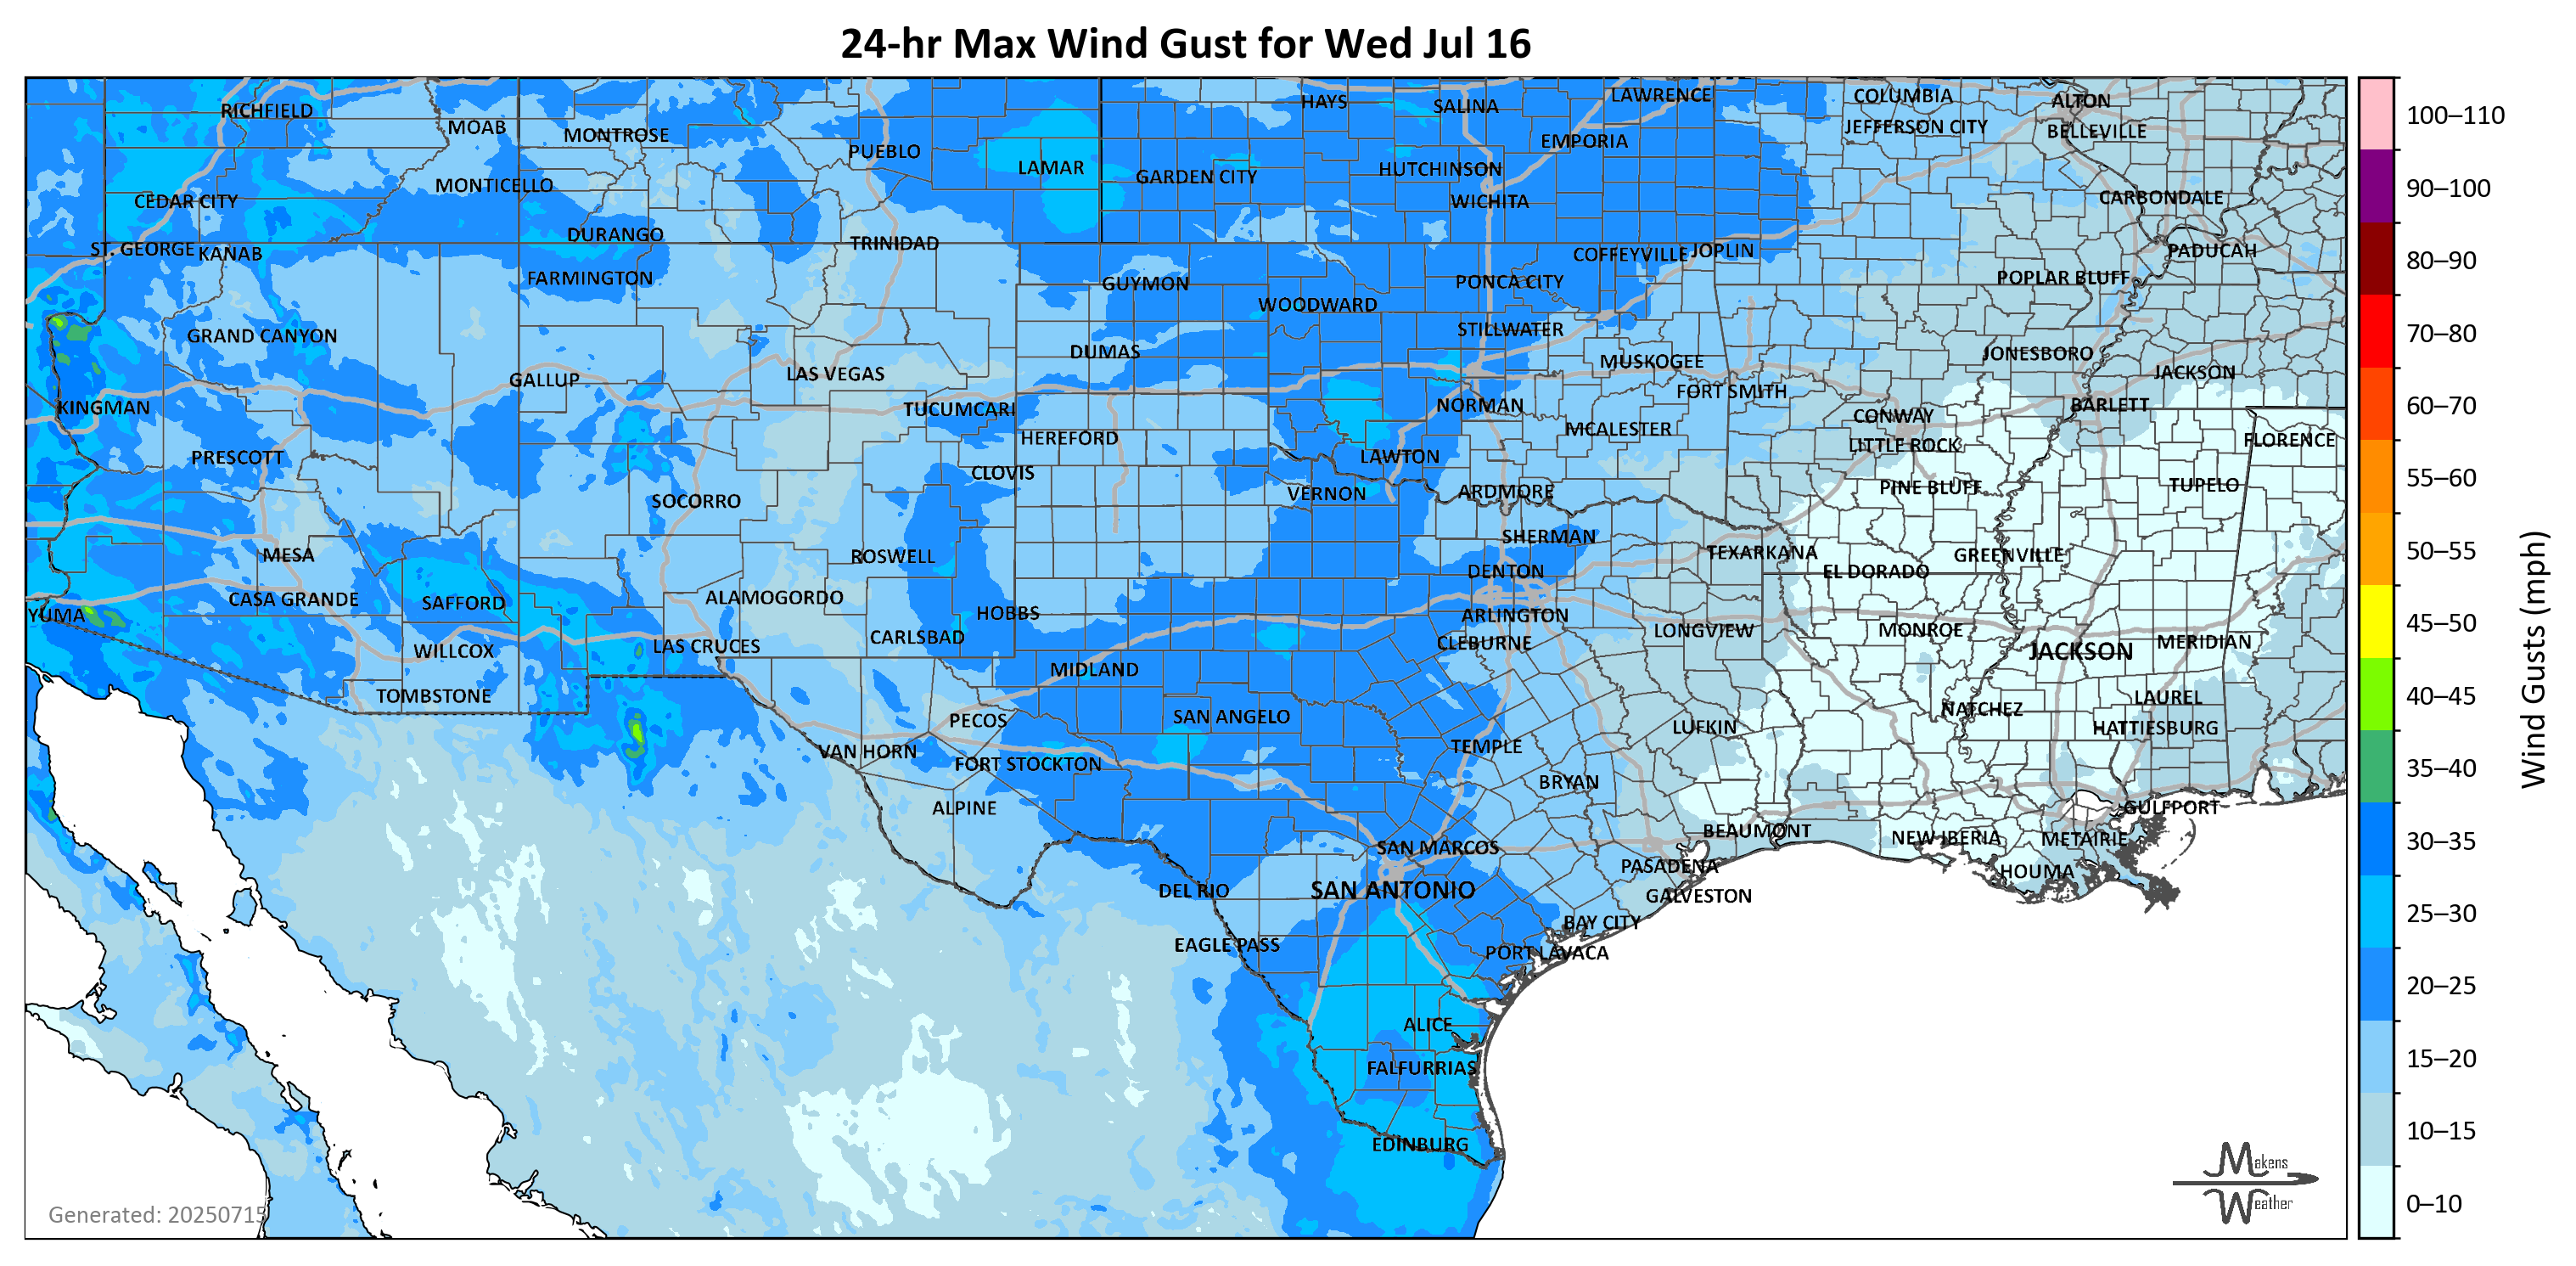 24-hr Max Wind Gust for Wed Jul 16
RICHFIELD
MOAB
MONTROSE
PUEBLO
LAMAR
HAYS
SALINA
LAWRENCE
COLUMBIA
ALTON
JEFFERSON CITY
BELLEVILLE
EMPORIA
GARDEN CITY
HUTCHINSON
CEDAR CITY
MONTICELLO
WICHITA
CARBONDALE
ST. GEORGE
KANAB
DURANGO
TRINIDAD
COFFEYVILLE
JOPLIN
PADUCAH
FARMINGTON
GUYMON
PONCA CITY
POPLAR BLUFF
WOODWARD
GRAND CANYON
STILLWATER
DUMAS
MUSKOGEE
JONESBORO
GALLUP
LAS VEGAS
FORT SMITH
JACKSON
KINGMAN
TUCUMCARI
NORMAN
CONWAY
BARLETT
HEREFORD
MCALESTER
LITTLE ROCK
FLORENCE
PRESCOTT
CLOVIS
LAWTON
SOCORRO
VERNON
ARDMORE
PINE BLUFF
TUPELO
MESA
ROSWELL
SHERMAN
TEXARKANA
GREENVILLE
DENTON
EL DORADO
YUMA
CASA GRANDE
SAFFORD
ALAMOGORDO
HOBBS
ARLINGTON
WILLCOX
LAS CRUCES
CARLSBAD
CLEBURNE
LONGVIEW
MONROE
JACKSON
MERIDIAN
MIDLAND
TOMBSTONE
PECOS
SAN ANGELO
LUFKIN
NATCHEZ
LAUREL
HATTIESBURG
VAN HORN
FORT STOCKTON
TEMPLE
BRYAN
ALPINE
GULFPORT
SAN MARCOS
BEAUMONT
NEW IBERIA
METAIRIE
DEL RIO
SAN ANTONIO
PASADENA
GALVESTON
HOUMA
EAGLE PASS
BAY CITY
PORT LAVACA
ALICE
FALFURRIAS
EDINBURG
Generated: 20250715
Makens
Weather
100–110
90–100
80–90
70–80
60–70
55–60
50–55
45–50
40–45
35–40
30–35
25–30
20–25
15–20
10–15
0–10
Wind Gusts (mph)